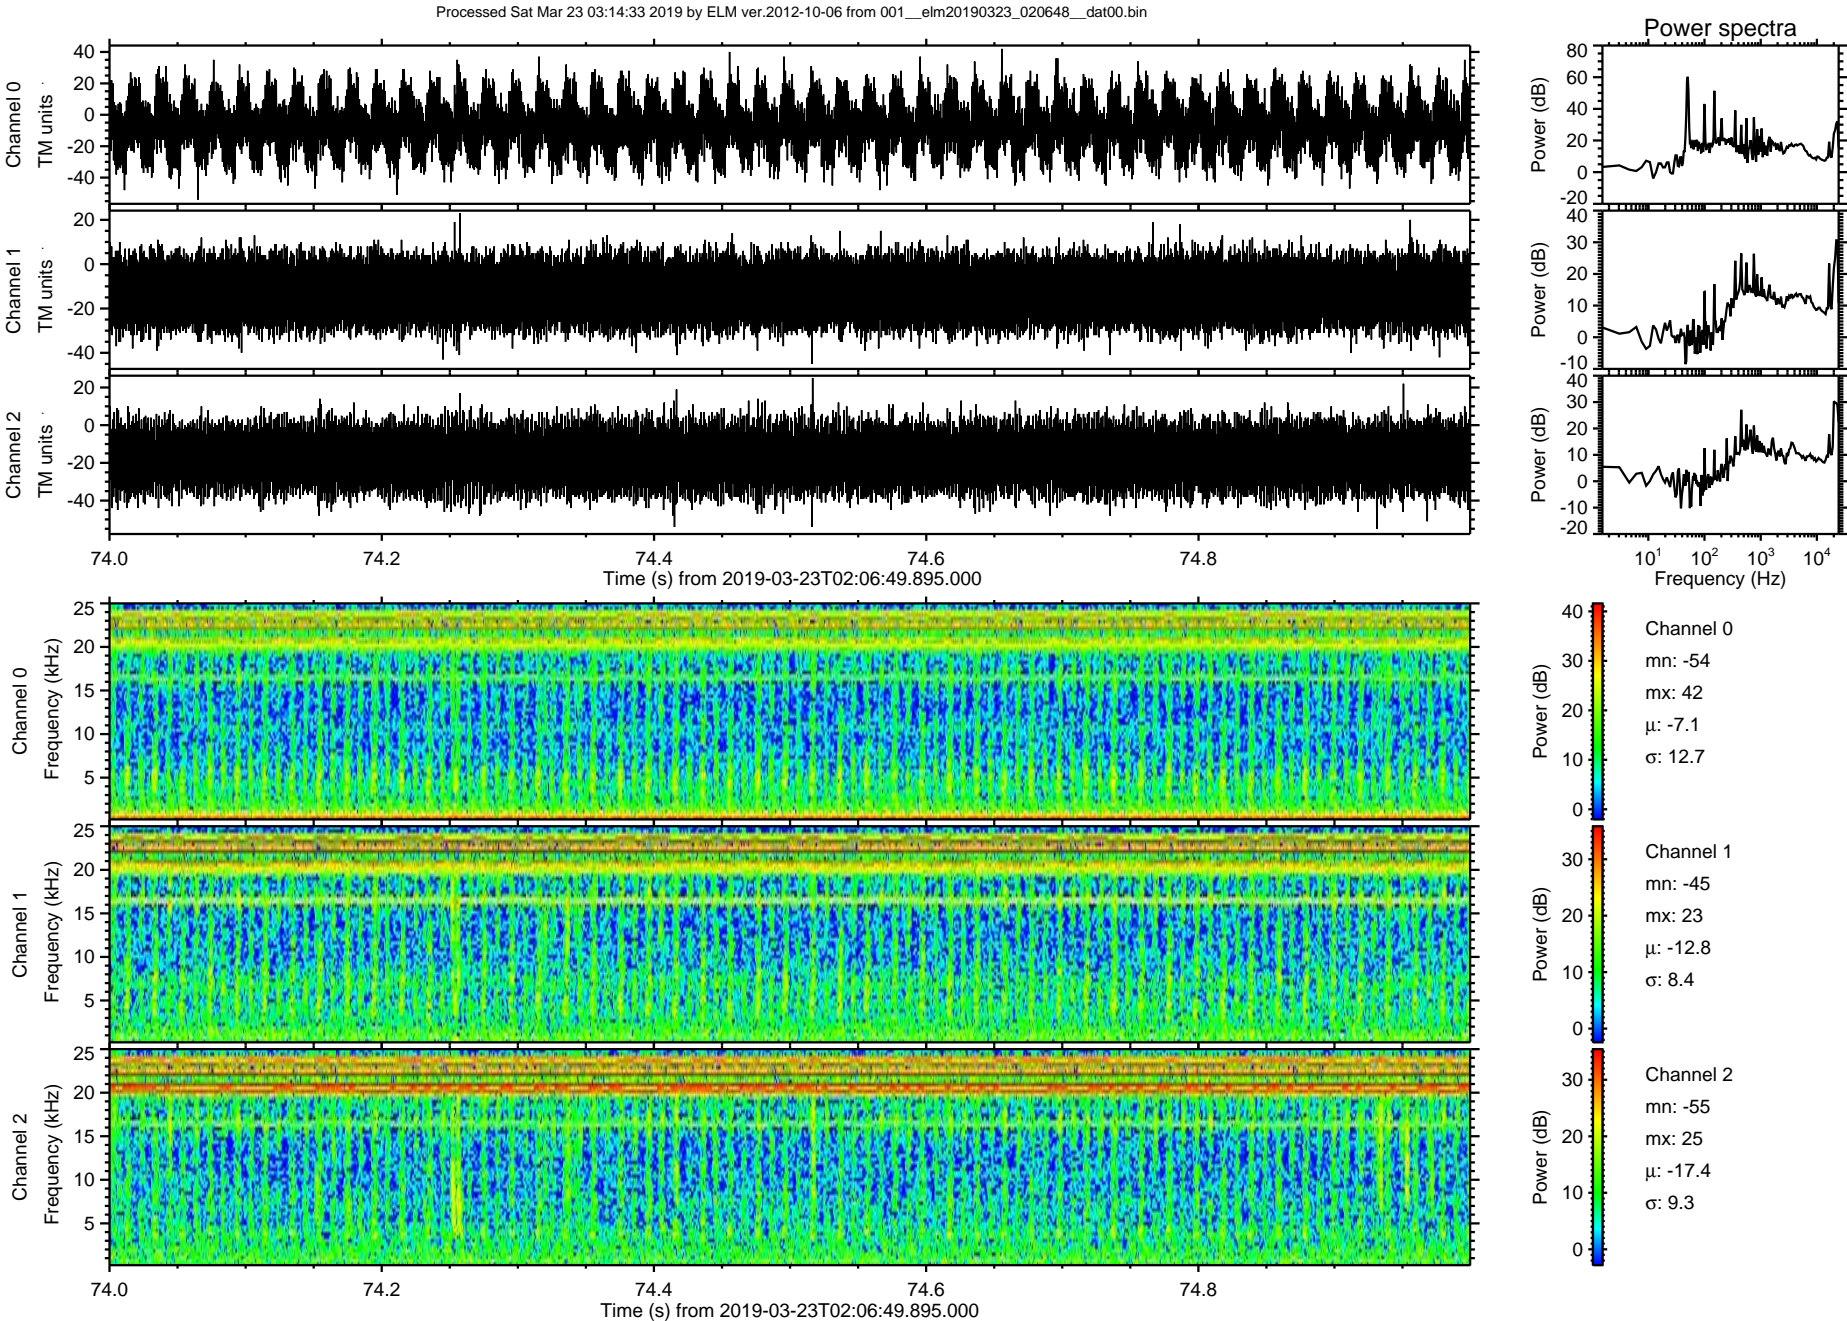 Processed Sat Mar 23 03:14:33 2019 by ELM ver.2012-10-06 from 001__elm20190323_020648__dat00.bin
Power spectra
Channel 0
TM units
40
20
0
-20
-40
Power (dB)
80
60
40
20
0
-20
Channel 1
TM units
20
0
-20
-40
Power (dB)
40
30
20
10
0
-10
Channel 2
TM units
20
0
-20
-40
Power (dB)
40
30
20
10
0
-10
-20
74.0 74.2 74.4 74.6 74.8
Time (s) from 2019-03-23T02:06:49.895.000
10¹ 10² 10³ 10⁴
Frequency (Hz)
Channel 0
Frequency (kHz)
25
20
15
10
5
Power (dB)
40
30
20
10
0
Channel 0
mn: -54
mx: 42
μ: -7.1
σ: 12.7
Channel 1
Frequency (kHz)
25
20
15
10
5
Power (dB)
30
20
10
0
Channel 1
mn: -45
mx: 23
μ: -12.8
σ: 8.4
Channel 2
Frequency (kHz)
25
20
15
10
5
Power (dB)
30
20
10
0
Channel 2
mn: -55
mx: 25
μ: -17.4
σ: 9.3
74.0 74.2 74.4 74.6 74.8
Time (s) from 2019-03-23T02:06:49.895.000